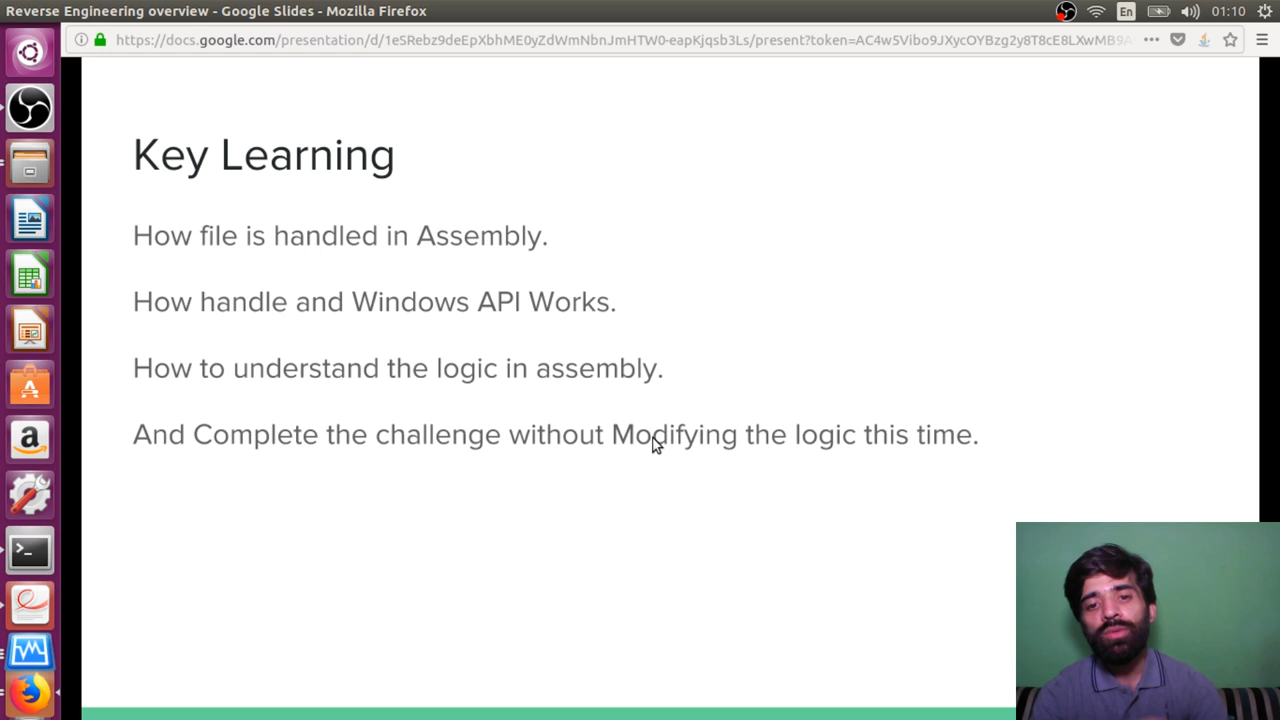 Reverse Engineering overview - Google Slides - Mozilla Firefox
En
01:10
https://docs.google.com/presentation/d/1eSRebz9deEpXbhME0yZdWmNbnJmHTW0-eapKjqsb3Ls/present?token=AC4w5Vibo9JXycOYBzg2y8T8cE8LXwMB9A
Key Learning
How file is handled in Assembly.
How handle and Windows API Works.
How to understand the logic in assembly.
And Complete the challenge without Modifying the logic this time.